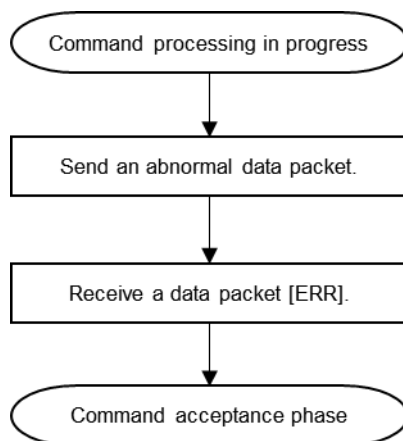 Command processing in progress
Send an abnormal data packet.
Receive a data packet [ERR].
Command acceptance phase